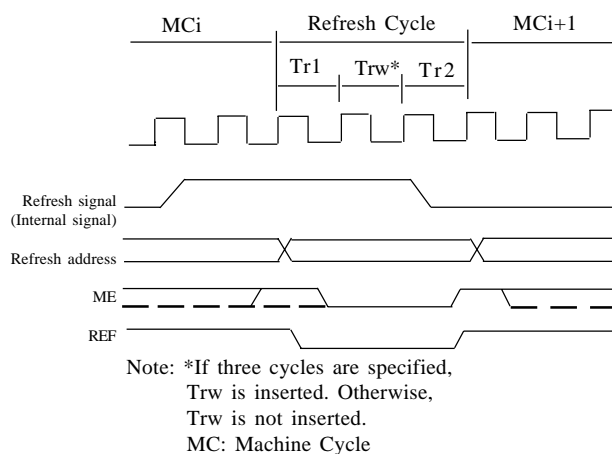 MCi Refresh Cycle MCi+1
Tr1 Trw* Tr2
Refresh signal
(Internal signal)
Refresh address
ME
REF
Note: *If three cycles are specified,
Trw is inserted. Otherwise,
Trw is not inserted.
MC: Machine Cycle